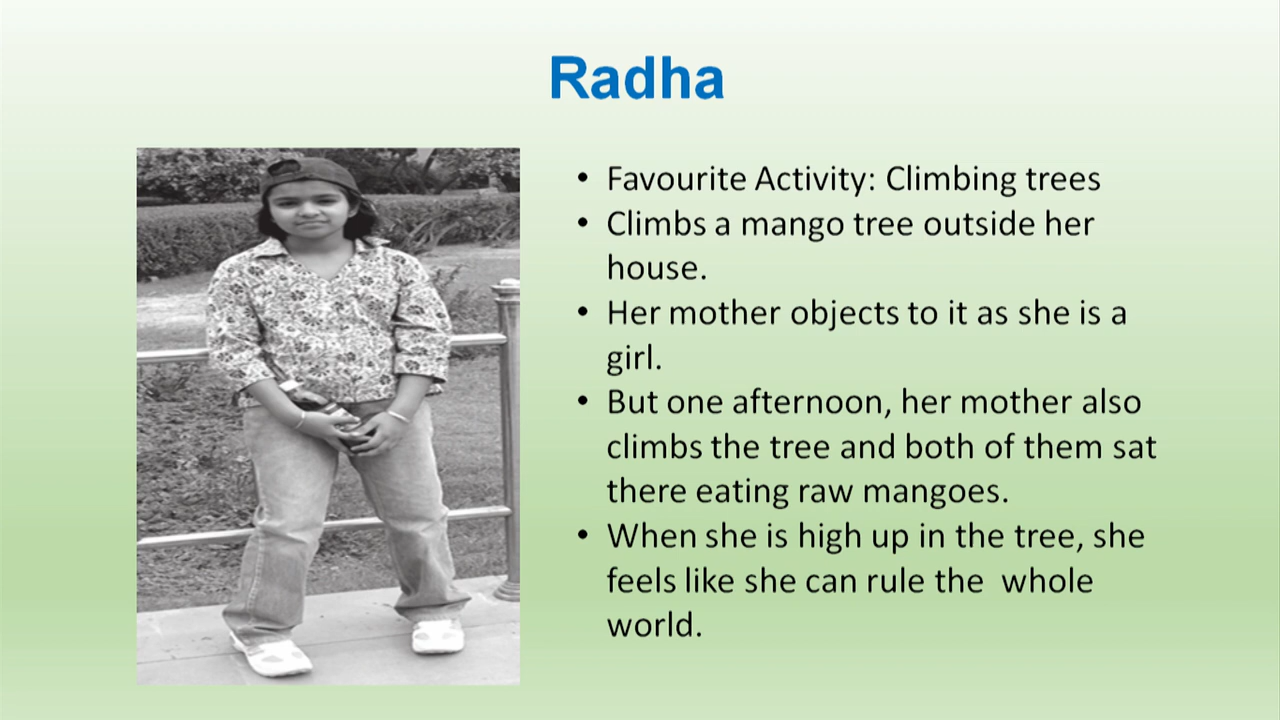 Radha
• Favourite Activity: Climbing trees
• Climbs a mango tree outside her
house.
• Her mother objects to it as she is a
girl.
• But one afternoon, her mother also
climbs the tree and both of them sat
there eating raw mangoes.
• When she is high up in the tree, she
feels like she can rule the  whole
world.